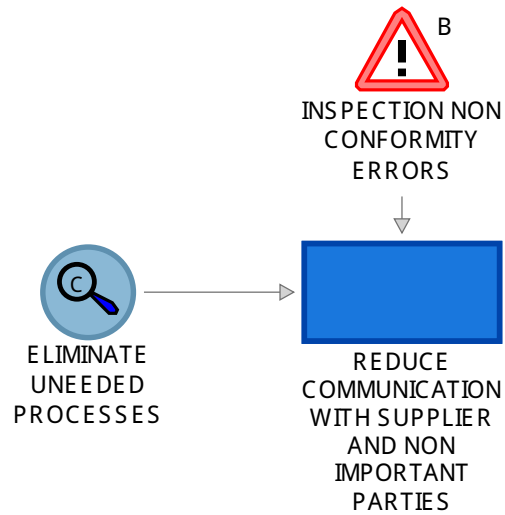 B
INSPECTION NON
CONFORMITY
ERRORS
C
ELIMINATE
UNEEDED
PROCESSES
REDUCE
COMMUNICATION
WITH SUPPLIER
AND NON
IMPORTANT
PARTIES